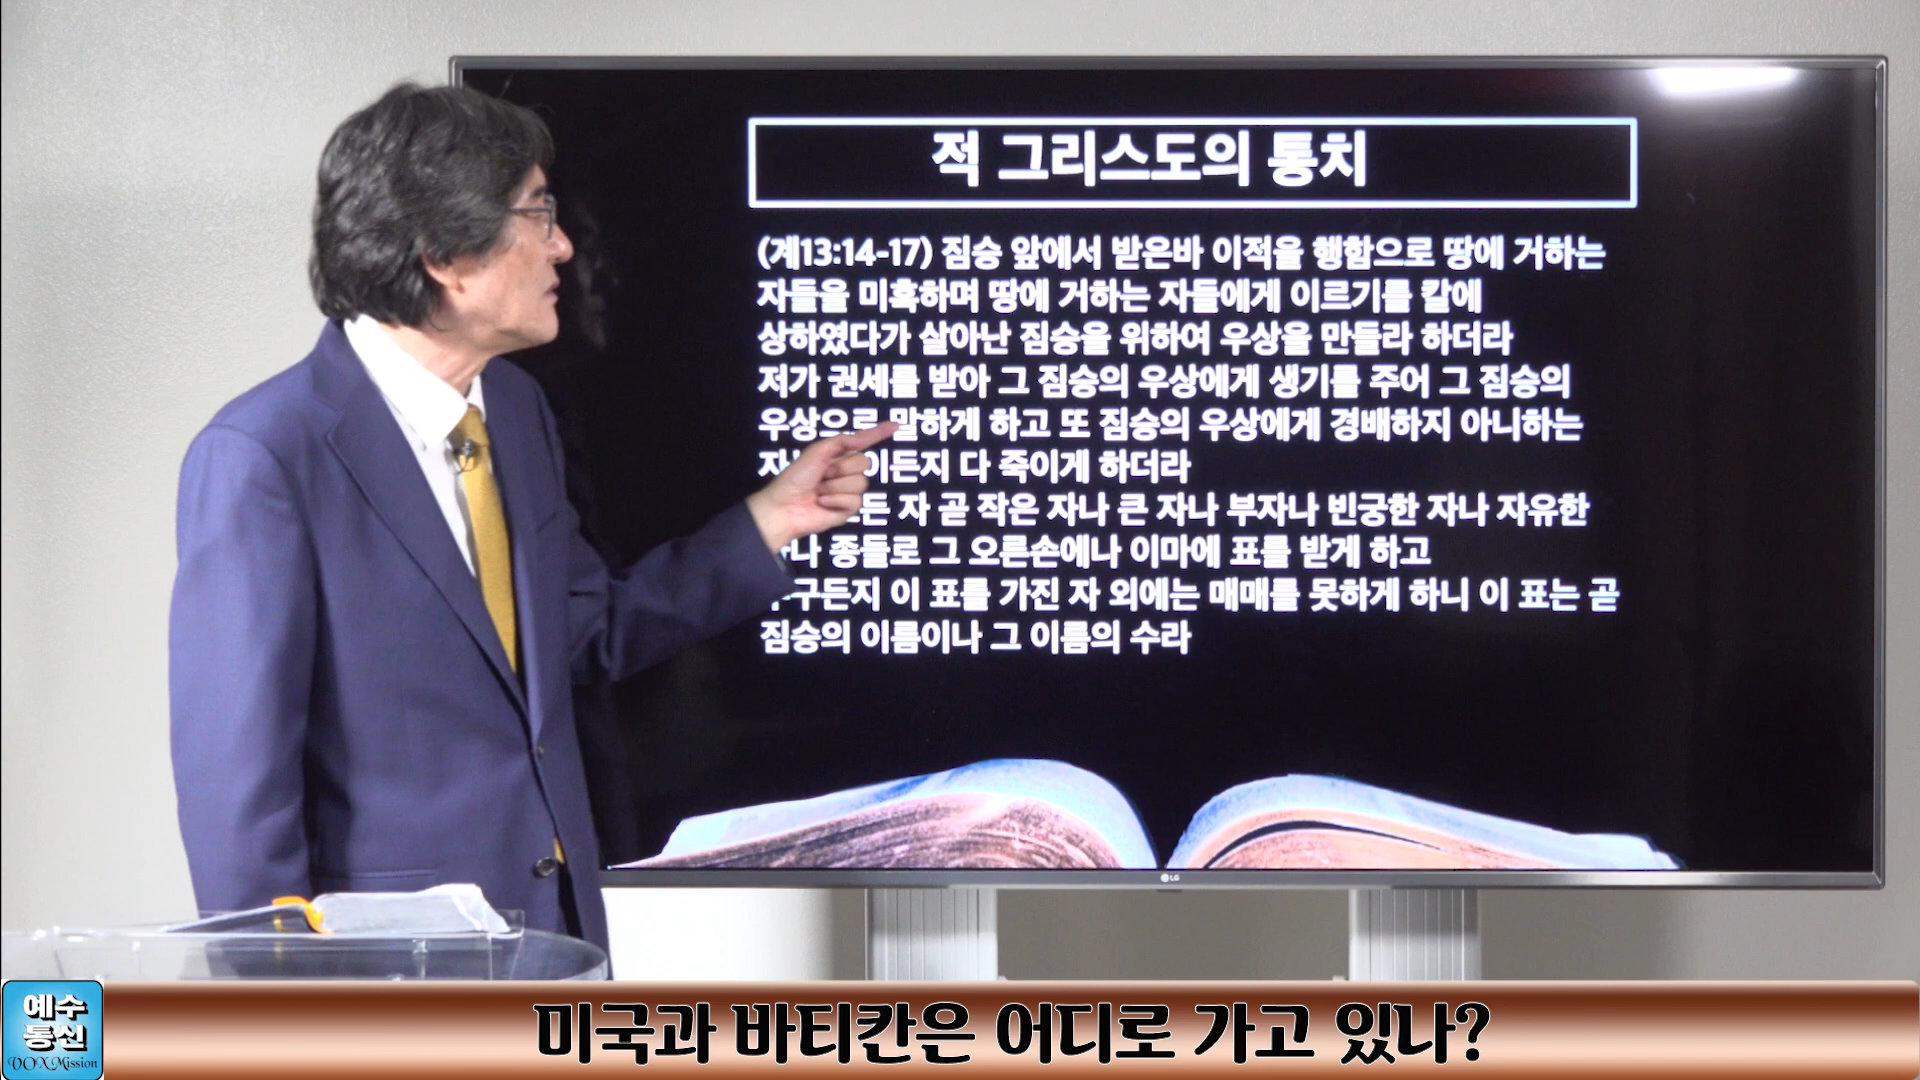 적 그리스도의 통치
(계13:14-17) 짐승 앞에서 받은바 이적을 행함으로 땅에 거하는
자들을 미혹하며 땅에 거하는 자들에게 이르기를 칼에
상하였다가 살아난 짐승을 위하여 우상을 만들라 하더라
저가 권세를 받아 그 짐승의 우상에게 생기를 주어 그 짐승의
우상으로 말하게 하고 또 짐승의 우상에게 경배하지 아니하는
다 죽이게 하더라
자 곧 작은 자나 큰 자나 부자나 빈궁한 자나 자유한
종들로 그 오른손에나 이마에 표를 받게 하고
이 표를 가진 자 외에는 매매를 못하게 하니 이 표는 곧
짐승의 이름이나 그 이름의 수라
LG
예수
통신
VOX Mission
미국과 바티칸은 어디로 가고 있나?